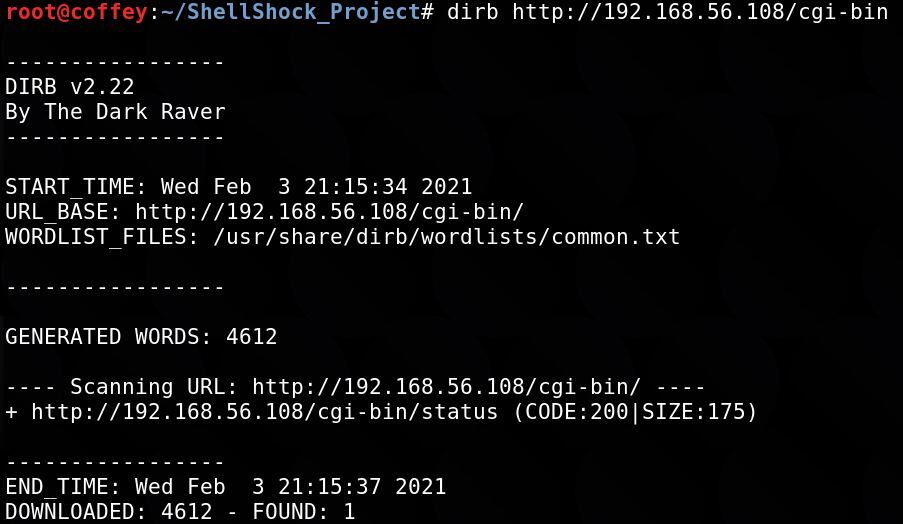 root@coffey:~/ShellShock_Project# dirb http://192.168.56.108/cgi-bin
-----------------
DIRB v2.22
By The Dark Raver
-----------------
START_TIME: Wed Feb  3 21:15:34 2021
URL_BASE: http://192.168.56.108/cgi-bin/
WORDLIST_FILES: /usr/share/dirb/wordlists/common.txt
-----------------
GENERATED WORDS: 4612
---- Scanning URL: http://192.168.56.108/cgi-bin/ ----
+ http://192.168.56.108/cgi-bin/status (CODE:200|SIZE:175)
-----------------
END_TIME: Wed Feb  3 21:15:37 2021
DOWNLOADED: 4612 - FOUND: 1